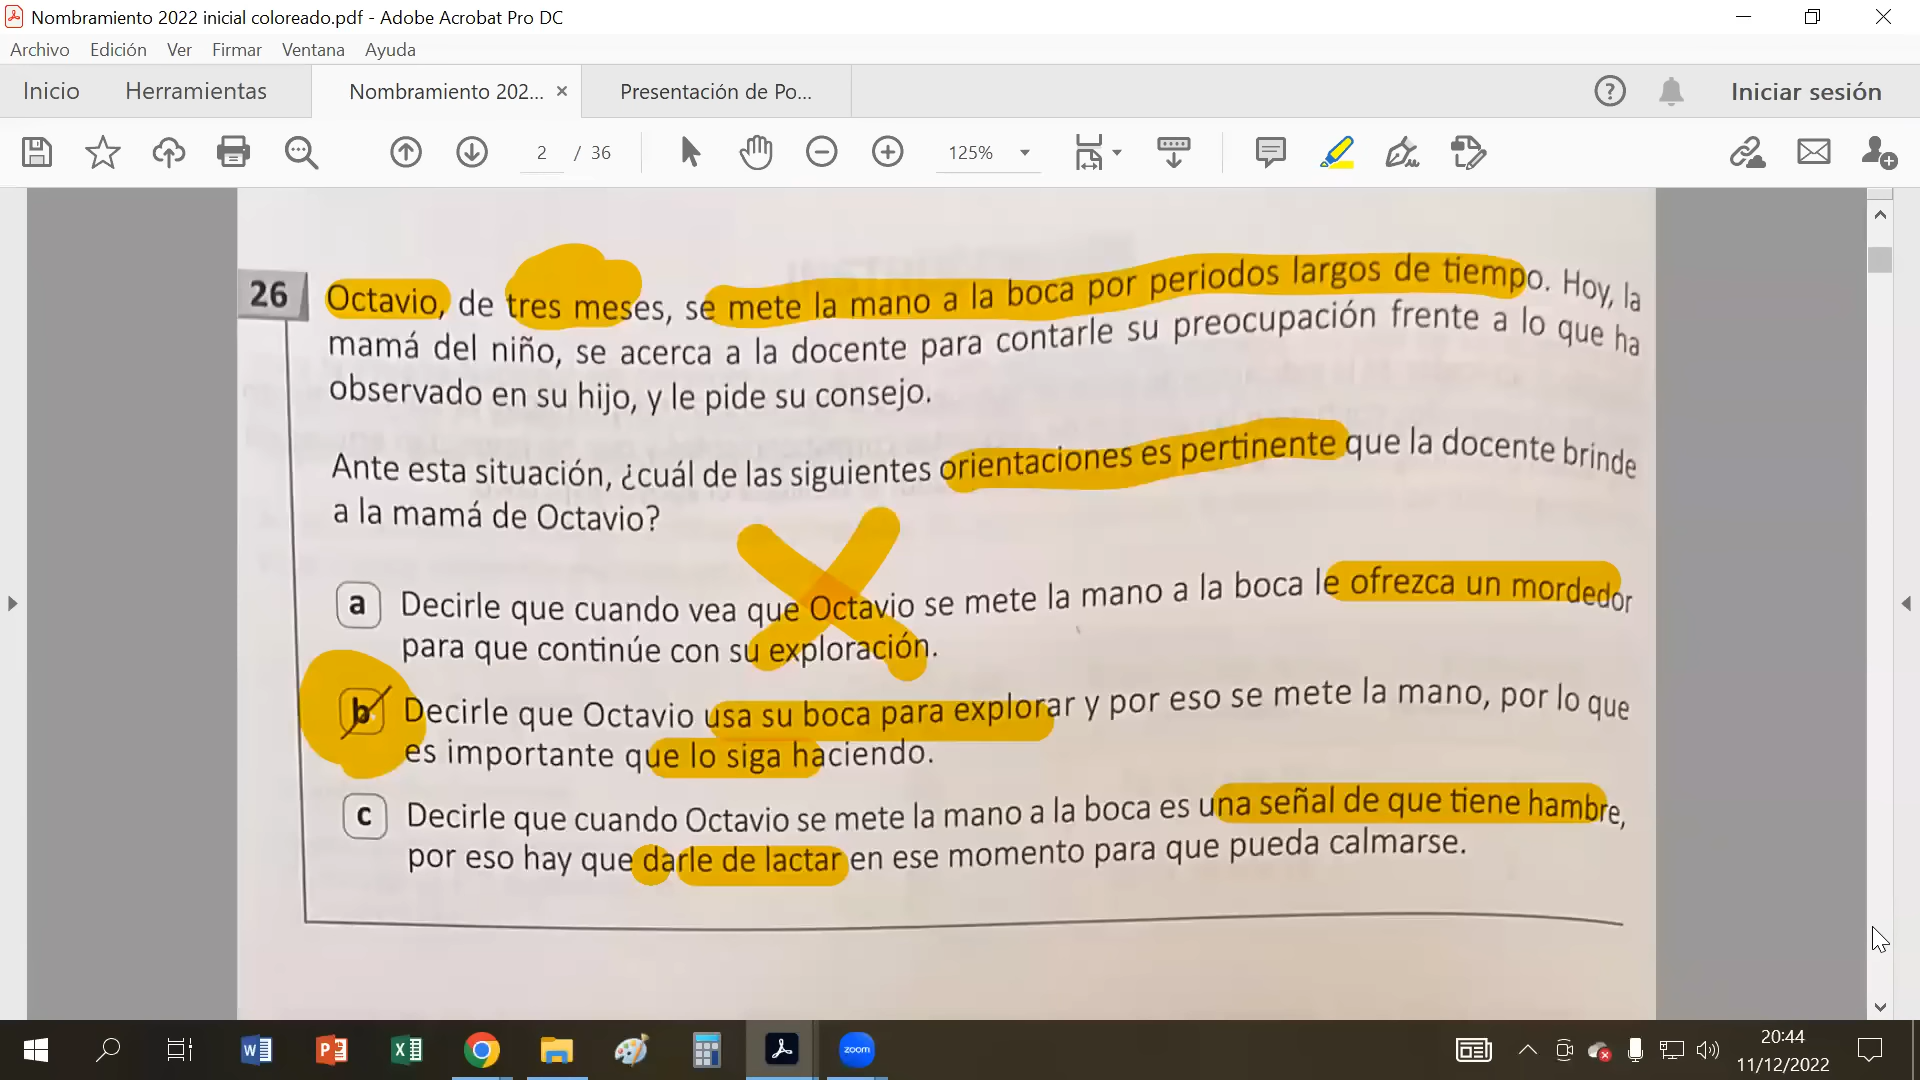 Nombramiento 2022 inicial coloreado.pdf - Adobe Acrobat Pro DC
Archivo Edición Ver Firmar Ventana Ayuda
Inicio Herramientas Nombramiento 202... × Presentación de Po... ? Iniciar sesión
2 / 36 125%
26 Octavio, de tres meses, se mete la mano a la boca por periodos largos de tiempo. Hoy, la
mamá del niño, se acerca a la docente para contarle su preocupación frente a lo que ha
observado en su hijo, y le pide su consejo.
Ante esta situación, ¿cuál de las siguientes orientaciones es pertinente que la docente brinde
a la mamá de Octavio?
a Decirle que cuando vea que Octavio se mete la mano a la boca le ofrezca un mordedor
para que continúe con su exploración.
b Decirle que Octavio usa su boca para explorar y por eso se mete la mano, por lo que
es importante que lo siga haciendo.
c Decirle que cuando Octavio se mete la mano a la boca es una señal de que tiene hambre,
por eso hay que darle de lactar en ese momento para que pueda calmarse.
zoom
20:44
11/12/2022